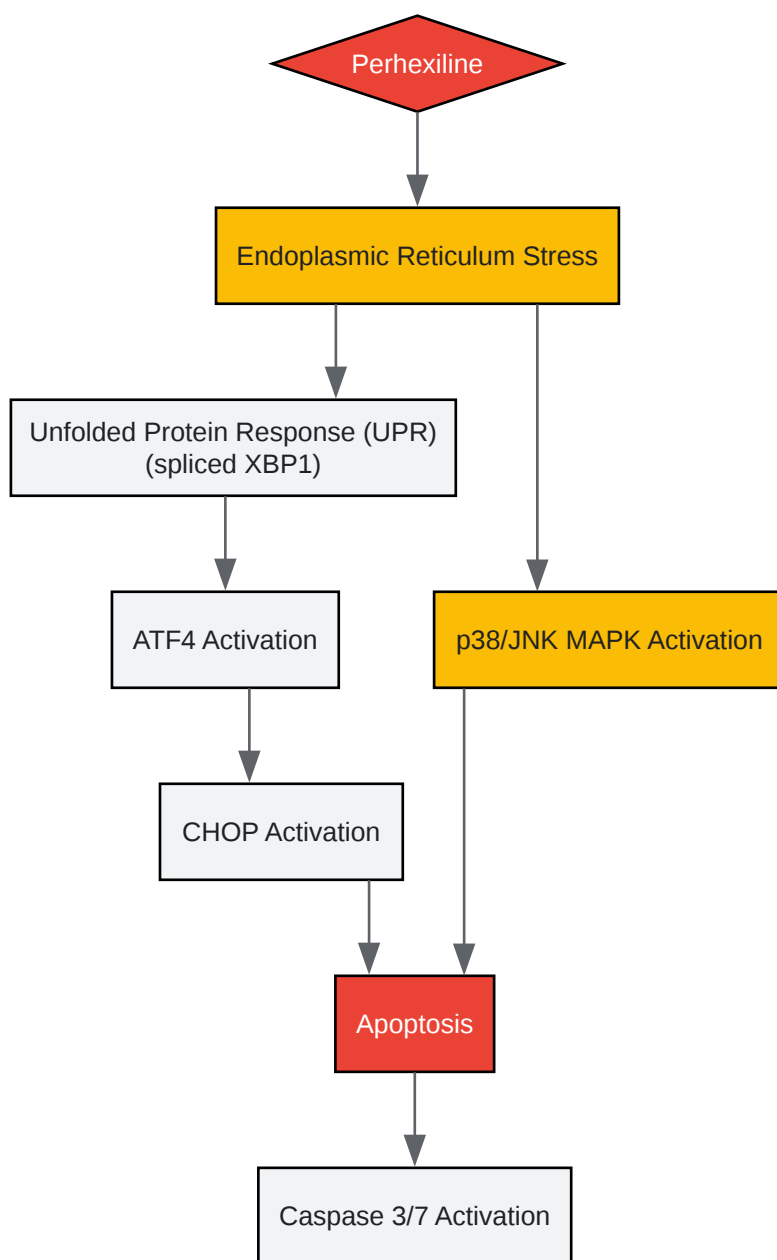 Perhexiline
Endoplasmic Reticulum Stress
Unfolded Protein Response (UPR)
(spliced XBP1)
ATF4 Activation
p38/JNK MAPK Activation
CHOP Activation
Apoptosis
Caspase 3/7 Activation